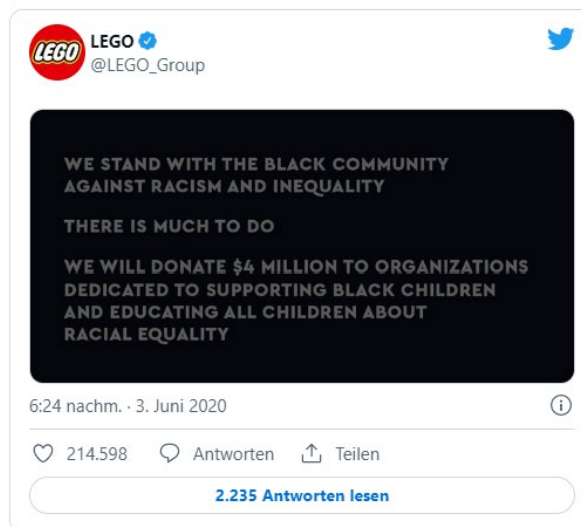 LEGO
LEGO
@LEGO_Group
WE STAND WITH THE BLACK COMMUNITY
AGAINST RACISM AND INEQUALITY
THERE IS MUCH TO DO
WE WILL DONATE $4 MILLION TO ORGANIZATIONS
DEDICATED TO SUPPORTING BLACK CHILDREN
AND EDUCATING ALL CHILDREN ABOUT
RACIAL EQUALITY
6:24 nachm. · 3. Juni 2020
214.598 Antworten Teilen
2.235 Antworten lesen